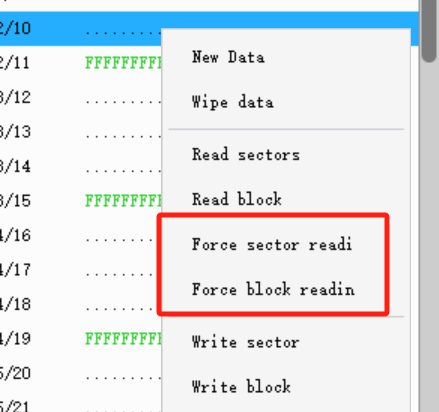 2/10 ........
New Data
2/11 FFFFFFFF
Wipe data
3/12 ........
3/13 ........
Read sectors
3/14 ........
3/15 FFFFFFFF
Read block
4/16 ........
Force sector readi
4/17 ........
Force block readin
4/18 ........
4/19 FFFFFFFF
Write sector
5/20 ........
Write block
5/21